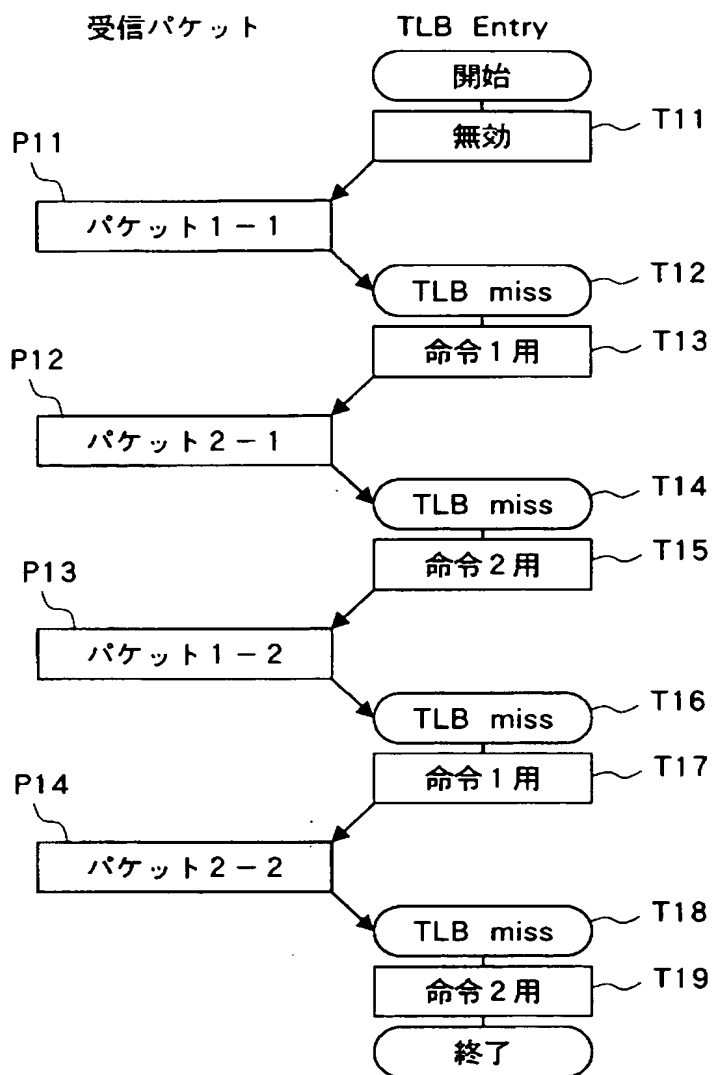 受信パケット
TLB Entry
開始
無効
T11
P11
パケット1－1
TLB miss
T12
命令1用
T13
P12
パケット2－1
TLB miss
T14
命令2用
T15
P13
パケット1－2
TLB miss
T16
命令1用
T17
P14
パケット2－2
TLB miss
T18
命令2用
T19
終了